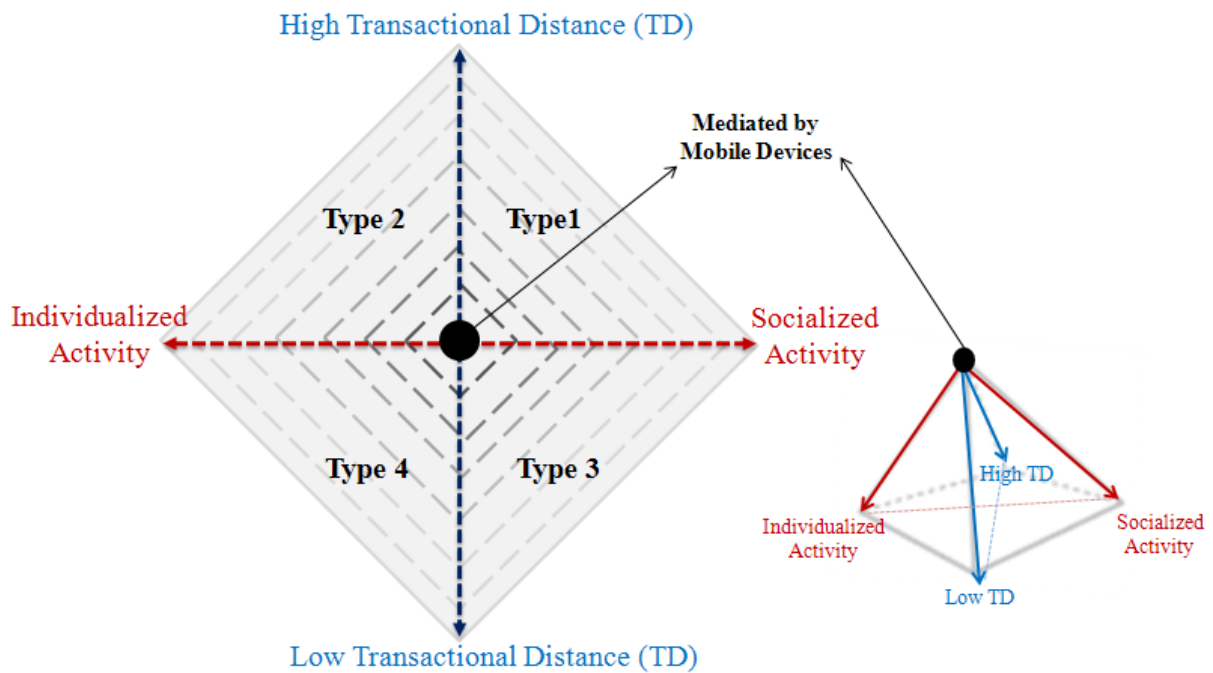 High Transactional Distance (TD)
Mediated by
Mobile Devices
Type 2
Type1
Individualized
Activity
Socialized
Activity
Type 4
Type 3
High TD
Individualized
Activity
Socialized
Activity
Low TD
Low Transactional Distance (TD)